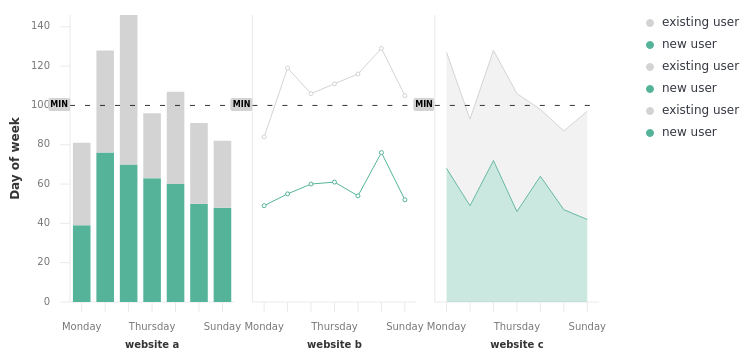 140
120
100
80
60
40
20
0
Day of week
MIN
MIN
MIN
Monday Thursday Sunday
Monday Thursday Sunday
Monday Thursday Sunday
website a
website b
website c
existing user
new user
existing user
new user
existing user
new user